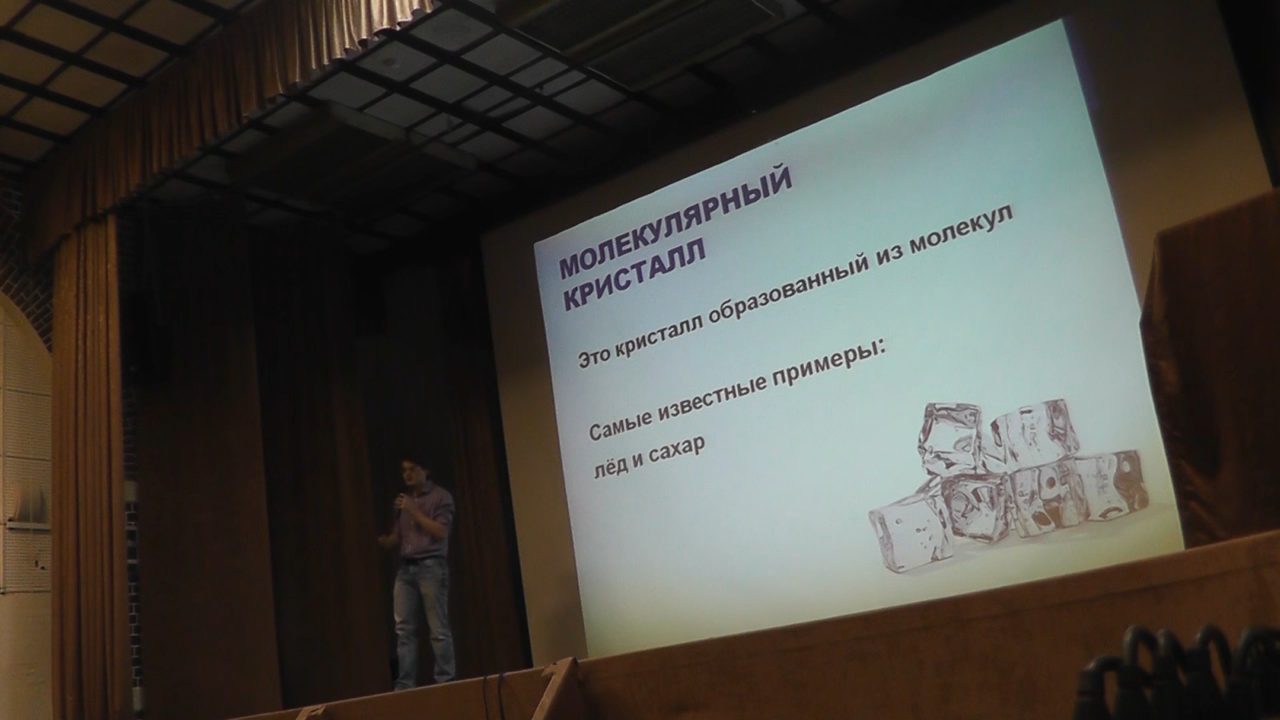 МОЛЕКУЛЯРНЫЙ
КРИСТАЛЛ
Это кристалл образованный из молекул
Самые известные примеры:
лёд и сахар